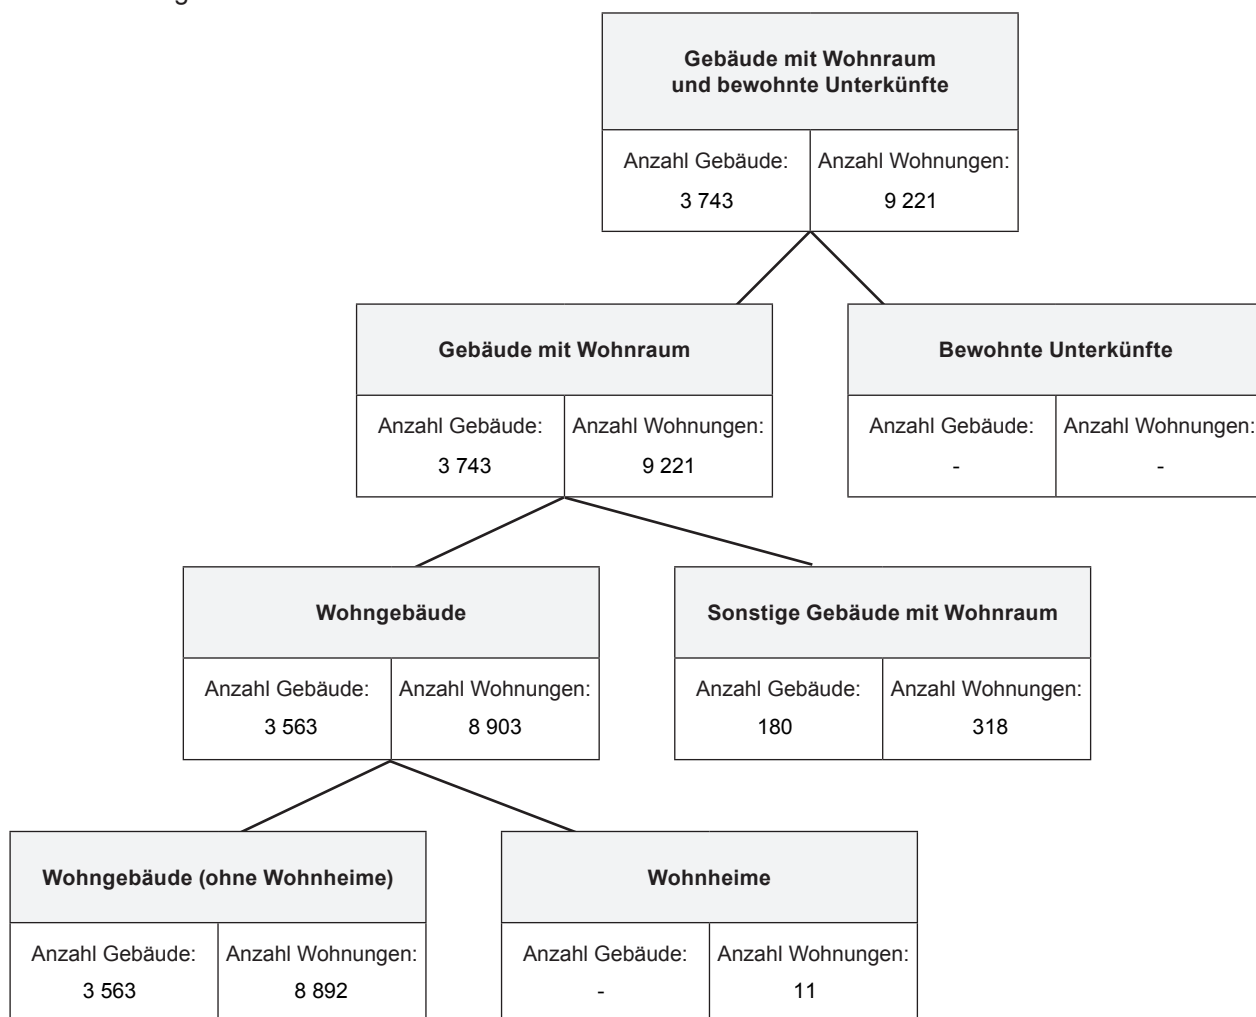 Gebäude mit Wohnraum
und bewohnte Unterkünfte
Anzahl Gebäude: Anzahl Wohnungen:
3 743 9 221
Gebäude mit Wohnraum Bewohnte Unterkünfte
Anzahl Gebäude: Anzahl Wohnungen: Anzahl Gebäude: Anzahl Wohnungen:
3 743 9 221 - -
Wohngebäude Sonstige Gebäude mit Wohnraum
Anzahl Gebäude: Anzahl Wohnungen: Anzahl Gebäude: Anzahl Wohnungen:
3 563 8 903 180 318
Wohngebäude (ohne Wohnheime) Wohnheime
Anzahl Gebäude: Anzahl Wohnungen: Anzahl Gebäude: Anzahl Wohnungen:
3 563 8 892 - 11